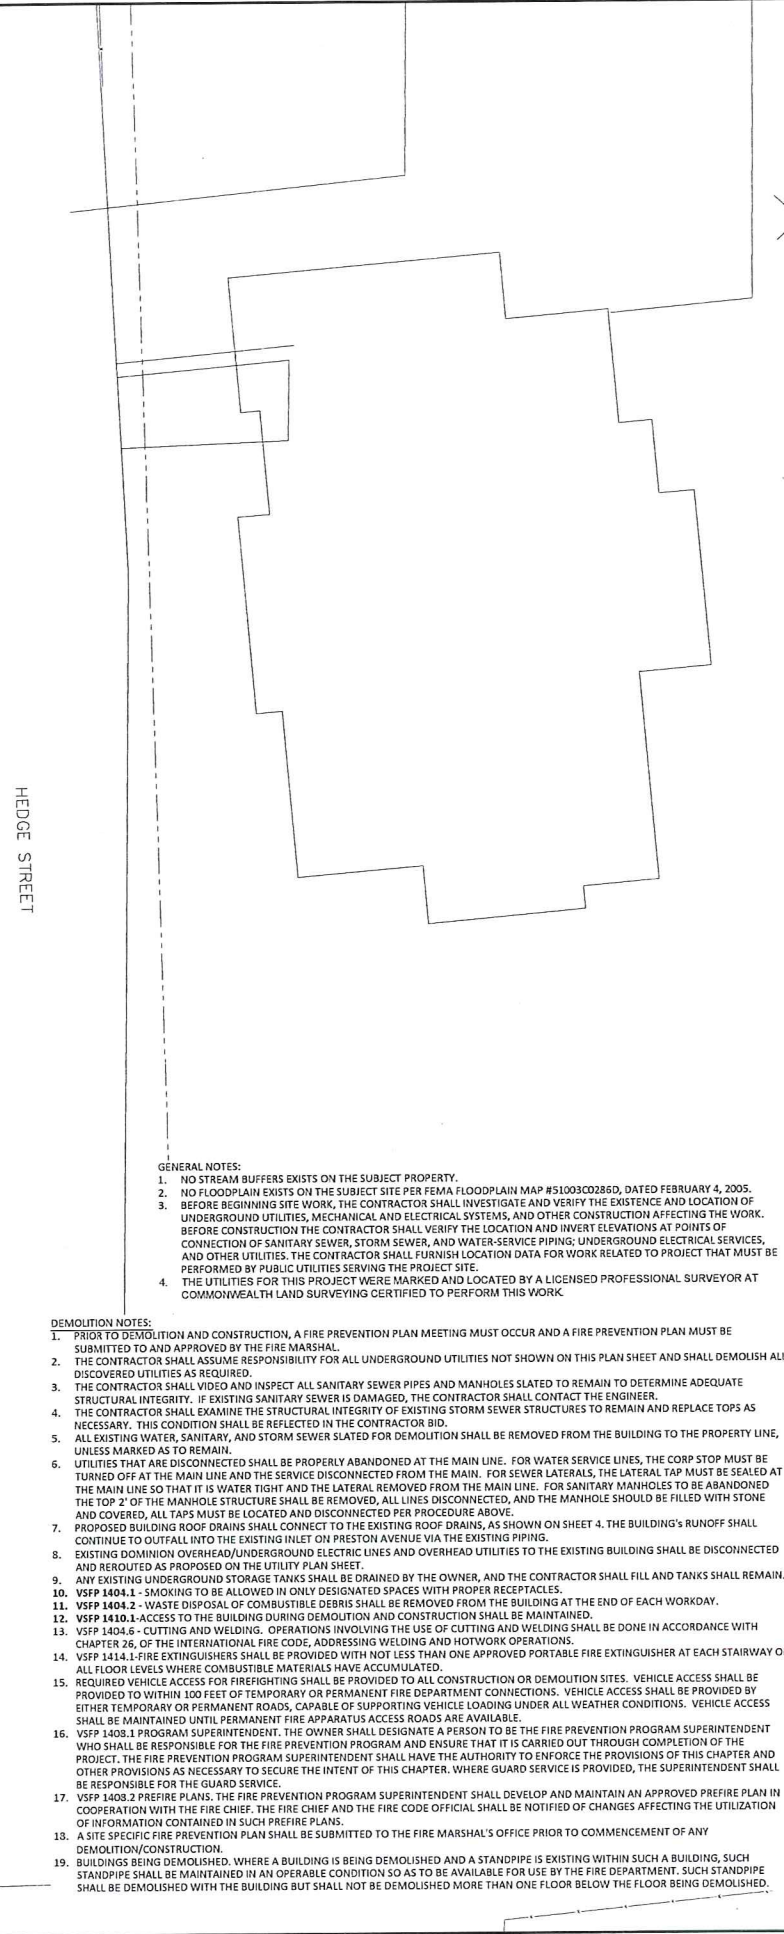 HEDGE STREET
GENERAL NOTES:
1. NO STREAM BUFFERS EXISTS ON THE SUBJECT PROPERTY.
2. NO FLOODPLAIN EXISTS ON THE SUBJECT SITE PER FEMA FLOODPLAIN MAP #51003C0286D, DATED FEBRUARY 4, 2005.
3. BEFORE BEGINNING SITE WORK, THE CONTRACTOR SHALL INVESTIGATE AND VERIFY THE EXISTENCE AND LOCATION OF
UNDERGROUND UTILITIES, MECHANICAL AND ELECTRICAL SYSTEMS, AND OTHER CONSTRUCTION AFFECTING THE WORK.
BEFORE CONSTRUCTION THE CONTRACTOR SHALL VERIFY THE LOCATION AND INVERT ELEVATIONS AT POINTS OF
CONNECTION OF SANITARY SEWER, STORM SEWER, AND WATER-SERVICE PIPING; UNDERGROUND ELECTRICAL SERVICES,
AND OTHER UTILITIES. THE CONTRACTOR SHALL FURNISH LOCATION DATA FOR WORK RELATED TO PROJECT THAT MUST BE
PERFORMED BY PUBLIC UTILITIES SERVING THE PROJECT SITE.
4. THE UTILITIES FOR THIS PROJECT WERE MARKED AND LOCATED BY A LICENSED PROFESSIONAL SURVEYOR AT
COMMONWEALTH LAND SURVEYING CERTIFIED TO PERFORM THIS WORK.
DEMOLITION NOTES:
1. PRIOR TO DEMOLITION AND CONSTRUCTION, A FIRE PREVENTION PLAN MEETING MUST OCCUR AND A FIRE PREVENTION PLAN MUST BE
SUBMITTED TO AND APPROVED BY THE FIRE MARSHAL.
2. THE CONTRACTOR SHALL ASSUME RESPONSIBILITY FOR ALL UNDERGROUND UTILITIES NOT SHOWN ON THIS PLAN SHEET AND SHALL DEMOLISH ALL
DISCOVERED UTILITIES AS REQUIRED.
3. THE CONTRACTOR SHALL VIDEO AND INSPECT ALL SANITARY SEWER PIPES AND MANHOLES SLATED TO REMAIN TO DETERMINE ADEQUATE
STRUCTURAL INTEGRITY. IF EXISTING SANITARY SEWER IS DAMAGED, THE CONTRACTOR SHALL CONTACT THE ENGINEER.
4. THE CONTRACTOR SHALL EXAMINE THE STRUCTURAL INTEGRITY OF EXISTING STORM SEWER STRUCTURES TO REMAIN AND REPLACE TOPS AS
NECESSARY. THIS CONDITION SHALL BE REFLECTED IN THE CONTRACTOR BID.
5. ALL EXISTING WATER, SANITARY, AND STORM SEWER SLATED FOR DEMOLITION SHALL BE REMOVED FROM THE BUILDING TO THE PROPERTY LINE,
UNLESS MARKED AS TO REMAIN.
6. UTILITIES THAT ARE DISCONNECTED SHALL BE PROPERLY ABANDONED AT THE MAIN LINE. FOR WATER SERVICE LINES, THE CORP STOP MUST BE
TURNED OFF AT THE MAIN LINE AND THE SERVICE DISCONNECTED FROM THE MAIN. FOR SEWER LATERALS, THE LATERAL TAP MUST BE SEALED AT
THE MAIN LINE SO THAT IT IS WATER TIGHT AND THE LATERAL REMOVED FROM THE MAIN LINE. FOR SANITARY MANHOLES TO BE ABANDONED
THE TOP 2' OF THE MANHOLE STRUCTURE SHALL BE REMOVED, ALL LINES DISCONNECTED, AND THE MANHOLE SHOULD BE FILLED WITH STONE
AND COVERED, ALL TAPS MUST BE LOCATED AND DISCONNECTED PER PROCEDURE ABOVE.
7. PROPOSED BUILDING ROOF DRAINS SHALL CONNECT TO THE EXISTING ROOF DRAINS, AS SHOWN ON SHEET 4. THE BUILDING's RUNOFF SHALL
CONTINUE TO OUTFALL INTO THE EXISTING INLET ON PRESTON AVENUE VIA THE EXISTING PIPING.
8. EXISTING DOMINION OVERHEAD/UNDERGROUND ELECTRIC LINES AND OVERHEAD UTILITIES TO THE EXISTING BUILDING SHALL BE DISCONNECTED
AND REROUTED AS PROPOSED ON THE UTILITY PLAN SHEET.
9. ANY EXISTING UNDERGROUND STORAGE TANKS SHALL BE DRAINED BY THE OWNER, AND THE CONTRACTOR SHALL FILL AND TANKS SHALL REMAIN.
10. VSFP 1404.1 - SMOKING TO BE ALLOWED IN ONLY DESIGNATED SPACES WITH PROPER RECEPTACLES.
11. VSFP 1404.2 - WASTE DISPOSAL OF COMBUSTIBLE DEBRIS SHALL BE REMOVED FROM THE BUILDING AT THE END OF EACH WORKDAY.
12. VSFP 1410.1-ACCESS TO THE BUILDING DURING DEMOLITION AND CONSTRUCTION SHALL BE MAINTAINED.
13. VSFP 1404.6 - CUTTING AND WELDING. OPERATIONS INVOLVING THE USE OF CUTTING AND WELDING SHALL BE DONE IN ACCORDANCE WITH
CHAPTER 26, OF THE INTERNATIONAL FIRE CODE, ADDRESSING WELDING AND HOTWORK OPERATIONS.
14. VSFP 1414.1-FIRE EXTINGUISHERS SHALL BE PROVIDED WITH NOT LESS THAN ONE APPROVED PORTABLE FIRE EXTINGUISHER AT EACH STAIRWAY
ALL FLOOR LEVELS WHERE COMBUSTIBLE MATERIALS HAVE ACCUMULATED.
15. REQUIRED VEHICLE ACCESS FOR FIREFIGHTING SHALL BE PROVIDED TO ALL CONSTRUCTION OR DEMOLITION SITES. VEHICLE ACCESS SHALL BE
PROVIDED TO WITHIN 100 FEET OF TEMPORARY OR PERMANENT FIRE DEPARTMENT CONNECTIONS. VEHICLE ACCESS SHALL BE PROVIDED BY
EITHER TEMPORARY OR PERMANENT ROADS, CAPABLE OF SUPPORTING VEHICLE LOADING UNDER ALL WEATHER CONDITIONS. VEHICLE ACCESS
SHALL BE MAINTAINED UNTIL PERMANENT FIRE APPARATUS ACCESS ROADS ARE AVAILABLE.
16. VSFP 1408.1 PROGRAM SUPERINTENDENT. THE OWNER SHALL DESIGNATE A PERSON TO BE THE FIRE PREVENTION PROGRAM SUPERINTENDENT
WHO SHALL BE RESPONSIBLE FOR THE FIRE PREVENTION PROGRAM AND ENSURE THAT IT IS CARRIED OUT THROUGH COMPLETION OF THE
PROJECT. THE FIRE PREVENTION PROGRAM SUPERINTENDENT SHALL HAVE THE AUTHORITY TO ENFORCE THE PROVISIONS OF THIS CHAPTER AND
OTHER PROVISIONS AS NECESSARY TO SECURE THE INTENT OF THIS CHAPTER. WHERE GUARD SERVICE IS PROVIDED, THE SUPERINTENDENT SHALL
BE RESPONSIBLE FOR THE GUARD SERVICE.
17. VSFP 1408.2 PREFIRE PLANS. THE FIRE PREVENTION PROGRAM SUPERINTENDENT SHALL DEVELOP AND MAINTAIN AN APPROVED PREFIRE PLAN IN
COOPERATION WITH THE FIRE CHIEF. THE FIRE CHIEF AND THE FIRE CODE OFFICIAL SHALL BE NOTIFIED OF CHANGES AFFECTING THE UTILIZATION
OF INFORMATION CONTAINED IN SUCH PREFIRE PLANS.
18. A SITE SPECIFIC FIRE PREVENTION PLAN SHALL BE SUBMITTED TO THE FIRE MARSHAL'S OFFICE PRIOR TO COMMENCEMENT OF ANY
DEMOLITION/CONSTRUCTION.
19. BUILDINGS BEING DEMOLISHED. WHERE A BUILDING IS BEING DEMOLISHED AND A STANDPIPE IS EXISTING WITHIN SUCH A BUILDING, SUCH
STANDPIPE SHALL BE MAINTAINED IN AN OPERABLE CONDITION SO AS TO BE AVAILABLE FOR USE BY THE FIRE DEPARTMENT. SUCH STANDPIPE
SHALL BE DEMOLISHED WITH THE BUILDING BUT SHALL NOT BE DEMOLISHED MORE THAN ONE FLOOR BELOW THE FLOOR BEING DEMOLISHED.